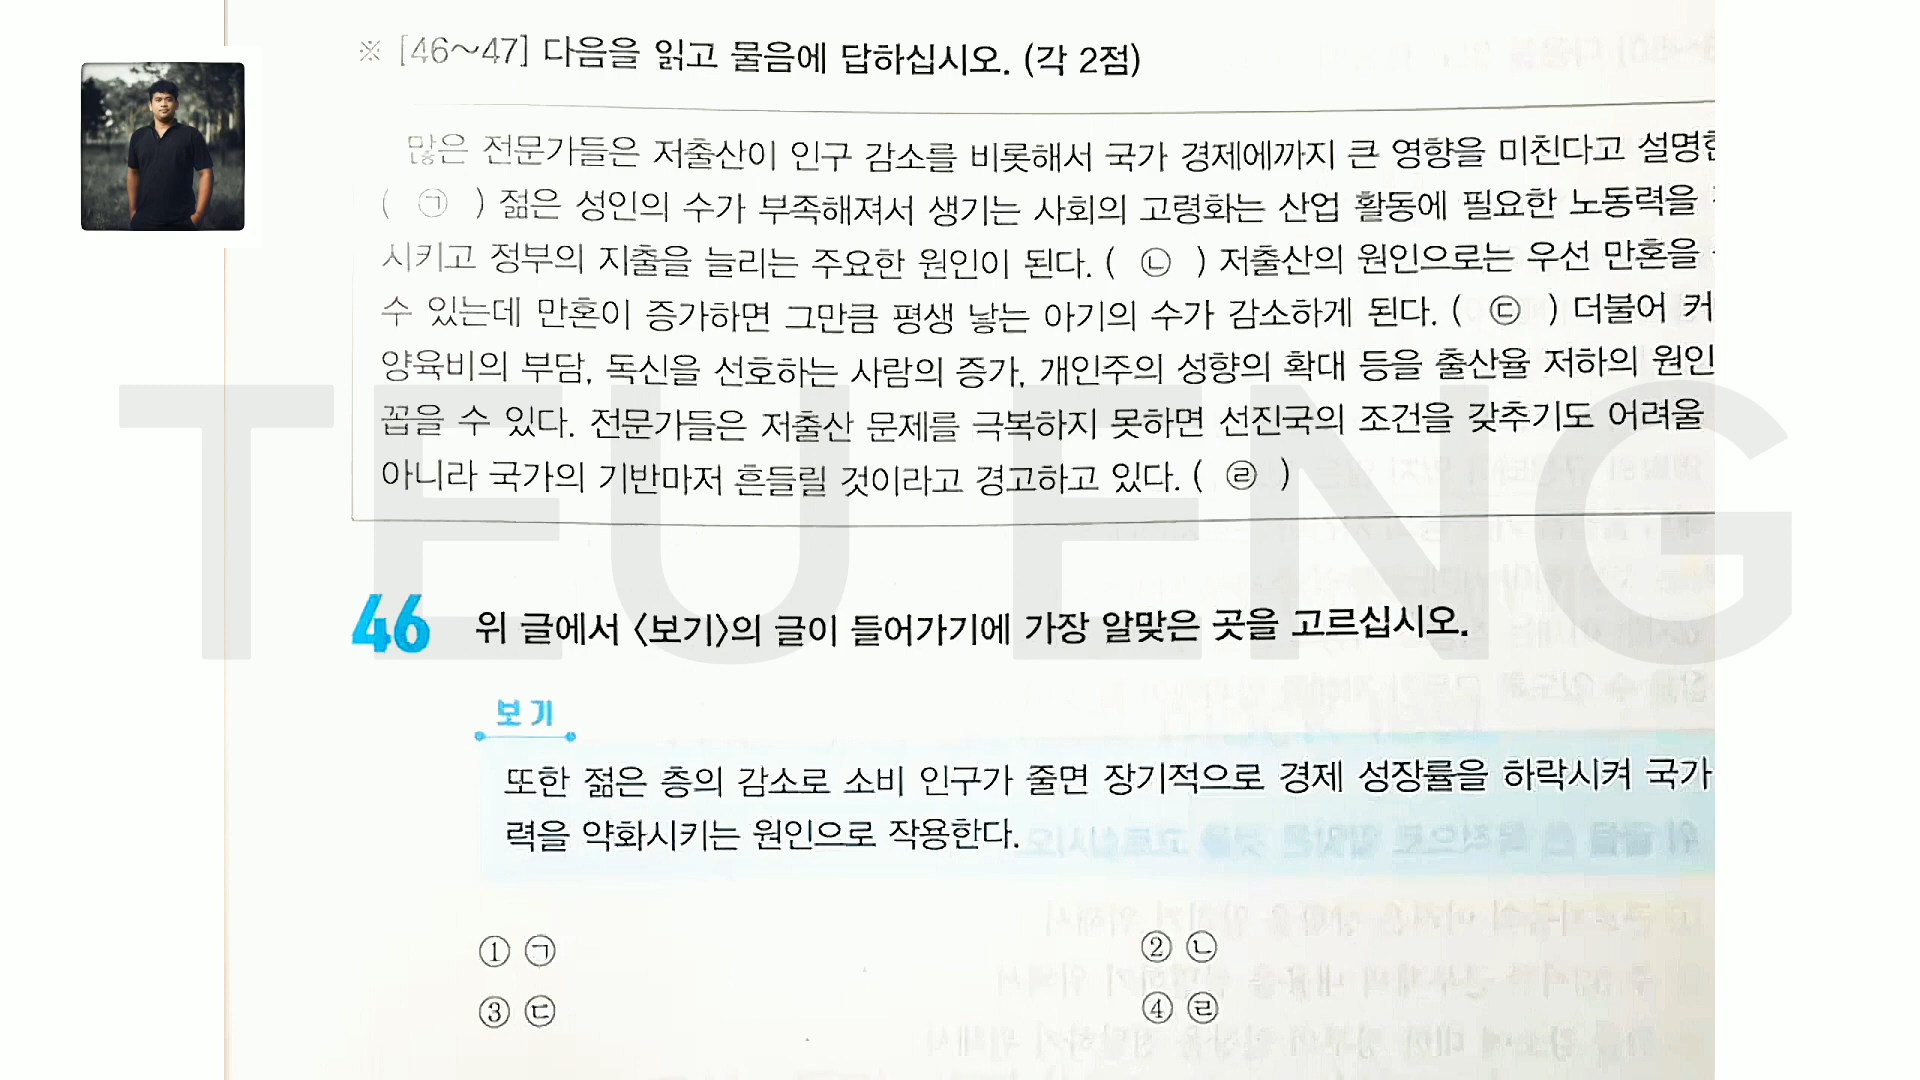 ※ [46~47] 다음을 읽고 물음에 답하십시오. (각 2점)
많은 전문가들은 저출산이 인구 감소를 비롯해서 국가 경제에까지 큰 영향을 미친다고
( ㉠ ) 젊은 성인의 수가 부족해져서 생기는 사회의 고령화는 산업 활동에 필요한 노동력을
시키고 정부의 지출을 늘리는 주요한 원인이 된다. ( ㉡ ) 저출산의 원인으로는 우선 만혼을
수 있는데 만혼이 증가하면 그만큼 평생 낳는 아기의 수가 감소하게 된다. ( ㉢ ) 더불어 커
양육비의 부담, 독신을 선호하는 사람의 증가, 개인주의 성향의 확대 등을 출산율 저하의 원인
꼽을 수 있다. 전문가들은 저출산 문제를 극복하지 못하면 선진국의 조건을 갖추기도 어려울
아니라 국가의 기반마저 흔들릴 것이라고 경고하고 있다. ( ㉣ )
TEU ENG
46 위 글에서 〈보기〉의 글이 들어가기에 가장 알맞은 곳을 고르십시오.
보기
또한 젊은 층의 감소로 소비 인구가 줄면 장기적으로 경제 성장률을 하락시켜 국가
력을 약화시키는 원인으로 작용한다.
① ㉠ ② ㉡
③ ㉢ ④ ㉣